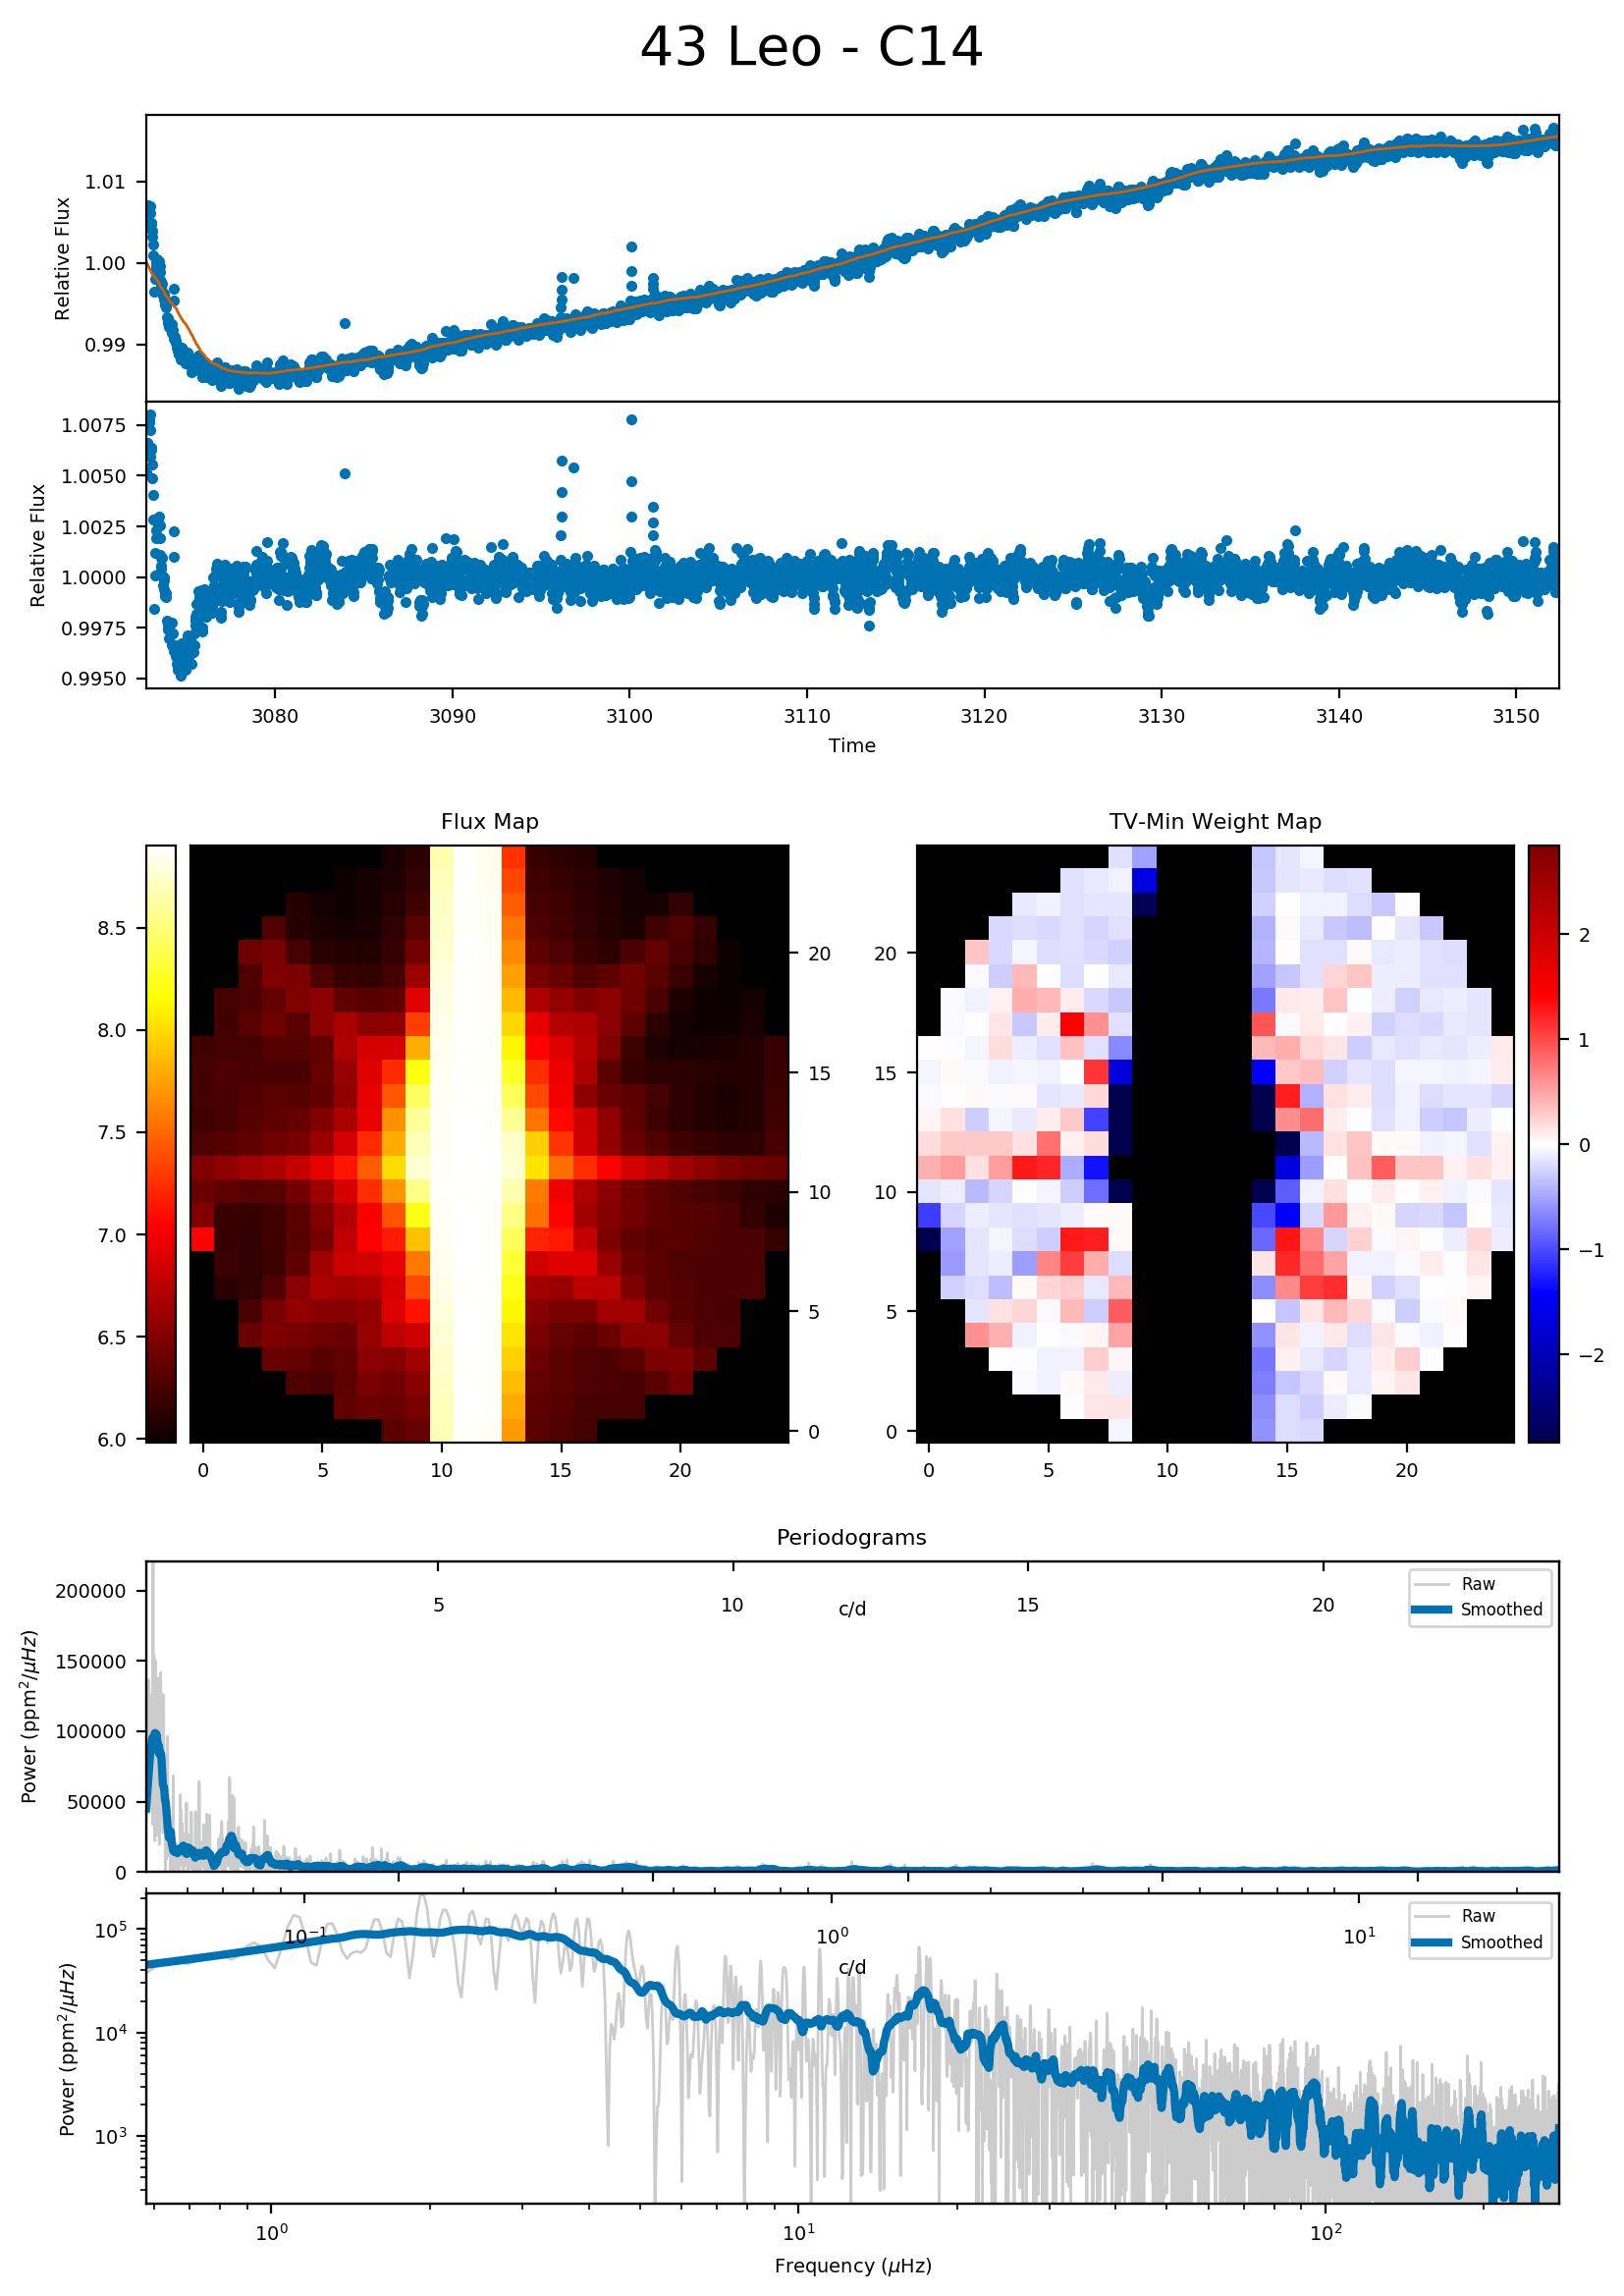 43 Leo - C14
Relative Flux
1.01
1.00
0.99
Relative Flux
1.0075
1.0050
1.0025
1.0000
0.9975
0.9950
3080 3090 3100 3110 3120 3130 3140 3150
Time
Flux Map
8.5
8.0
7.5
7.0
6.5
6.0
20
15
10
5
0
0 5 10 15 20
TV-Min Weight Map
20
15
10
5
0
0 5 10 15 20
2
1
0
−1
−2
Periodograms
Power (ppm²/μHz)
200000
150000
100000
50000
0
5 10 15 20
c/d
Raw
Smoothed
Power (ppm²/μHz)
10⁵
10⁴
10³
10⁻¹ 10⁰ 10¹
c/d
Raw
Smoothed
10⁰ 10¹ 10²
Frequency (μHz)